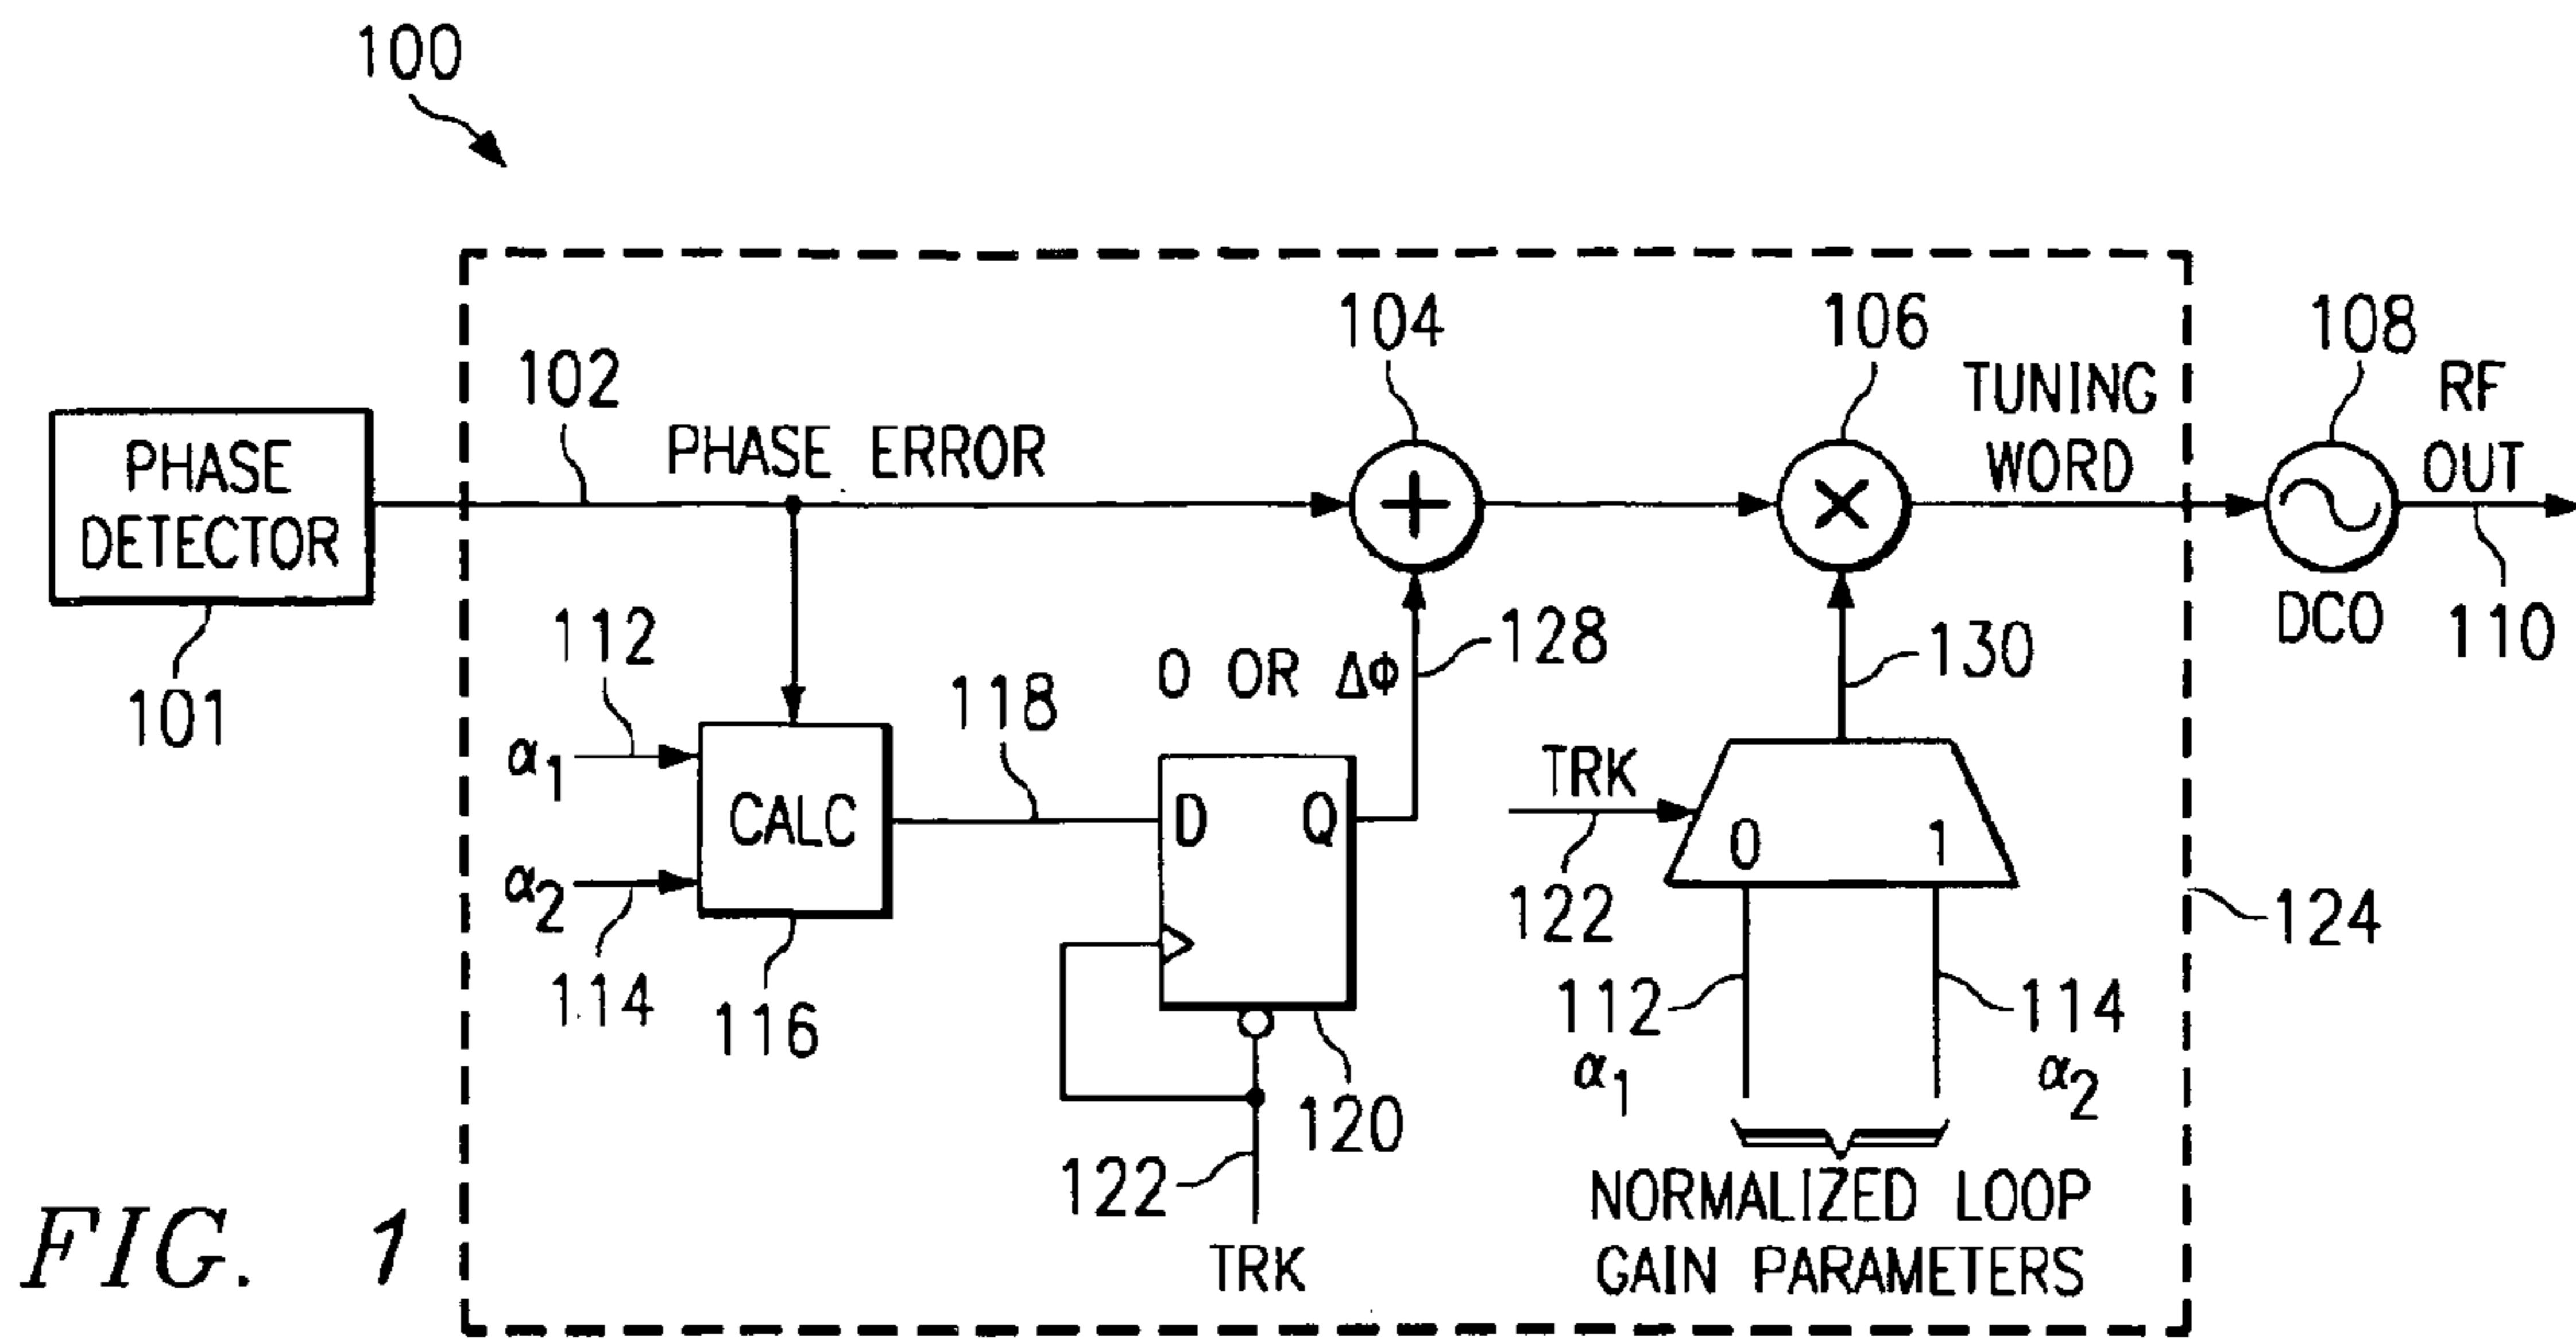 100
104
106
108
102
TUNING
WORD
RF
OUT
PHASE ERROR
PHASE
DETECTOR
112
128
DCO
110
0 OR ΔΦ
130
101
118
α1
TRK
CALC
D
Q
0
1
α2
122
124
114
116
112
α1
114
α2
120
122
NORMALIZED LOOP
GAIN PARAMETERS
TRK
FIG. 1